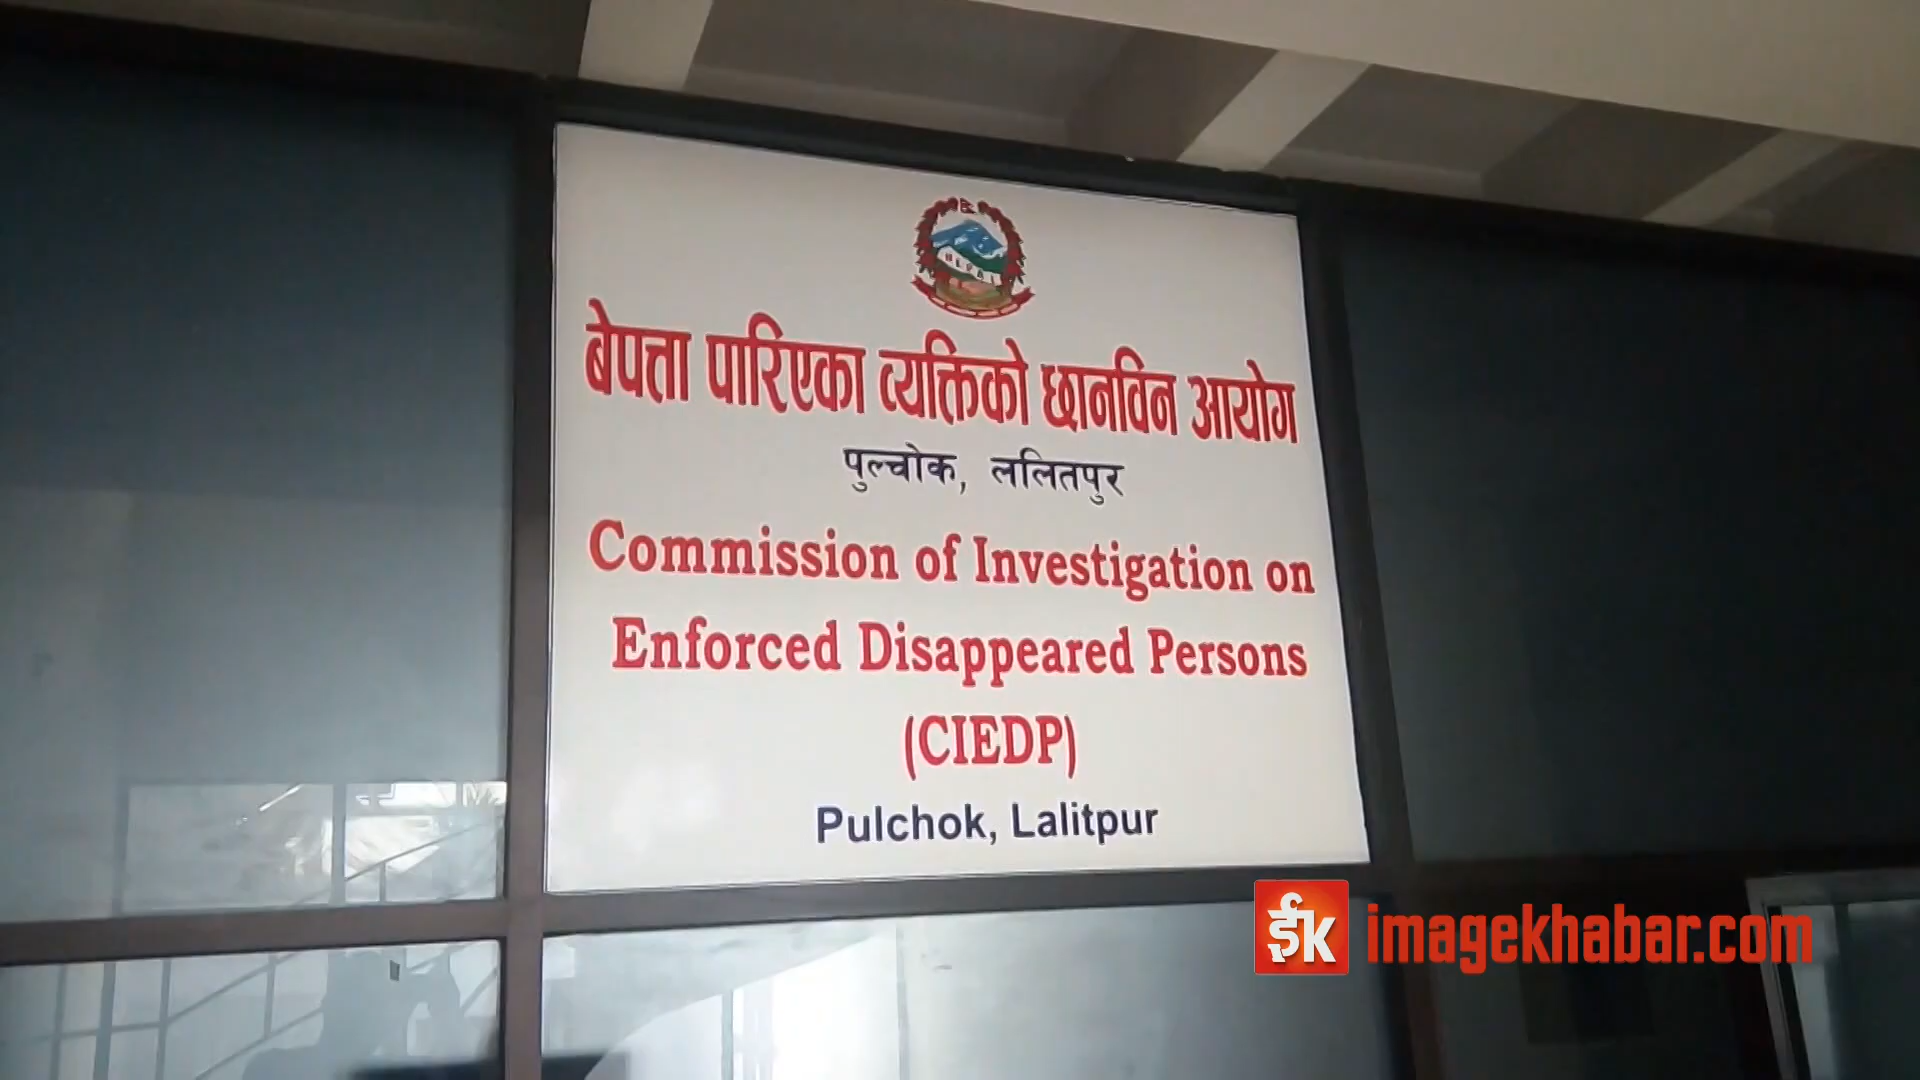 NEPAL
बेपत्ता पारिएका व्यक्तिको छानविन आयोग
पुल्चोक, ललितपुर
Commission of Investigation on
Enforced Disappeared Persons
(CIEDP)
Pulchok, Lalitpur
ईk imagekhabar.com